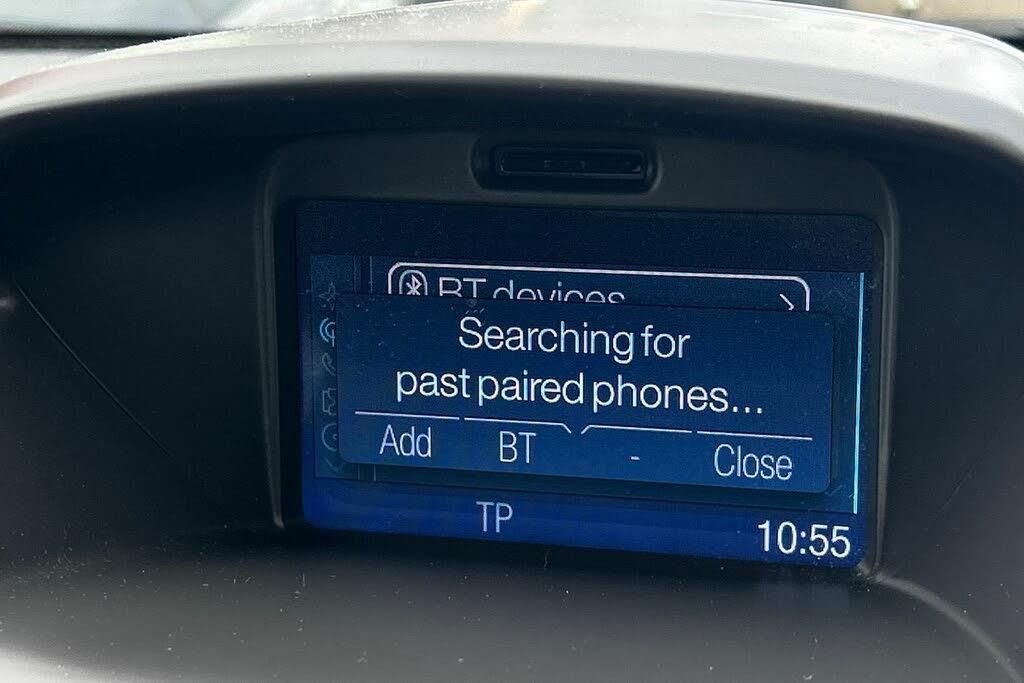 BT devices
Searching for
past paired phones...
Add BT - Close
TP 10:55